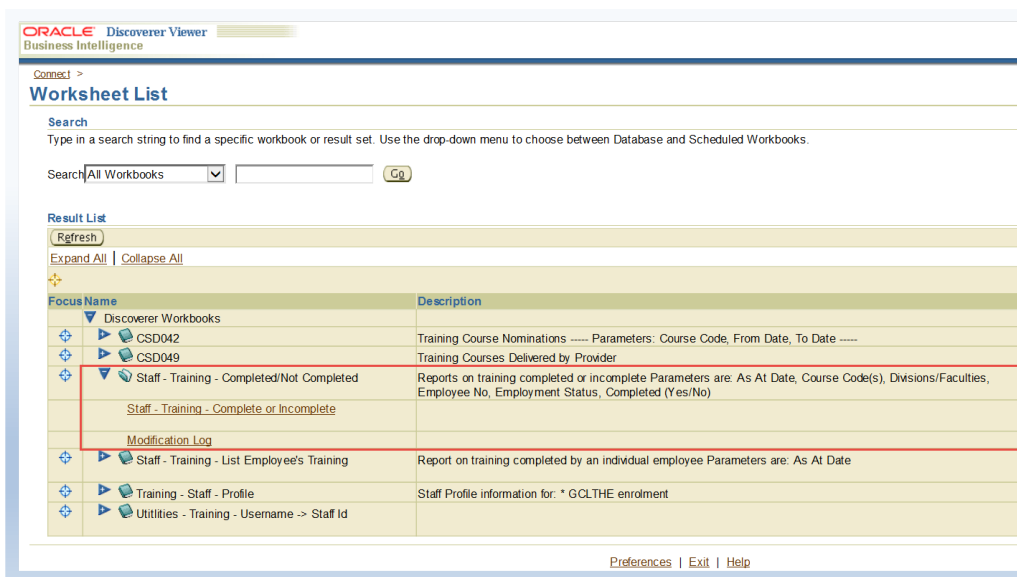 ORACLE Discoverer Viewer
Business Intelligence
Connect >
Worksheet List
Search
Type in a search string to find a specific workbook or result set. Use the drop-down menu to choose between Database and Scheduled Workbooks.
Search All Workbooks Go
Result List
Refresh
Expand All | Collapse All
Focus Name Description
Discoverer Workbooks
CSD042 Training Course Nominations ----- Parameters: Course Code, From Date, To Date -----
CSD049 Training Courses Delivered by Provider
Staff - Training - Completed/Not Completed Reports on training completed or incomplete Parameters are: As At Date, Course Code(s), Divisions/Faculties,
Employee No, Employment Status, Completed (Yes/No)
Staff - Training - Complete or Incomplete
Modification Log
Staff - Training - List Employee's Training Report on training completed by an individual employee Parameters are: As At Date
Training - Staff - Profile Staff Profile information for: * GCLTHE enrolment
Utitlities - Training - Username -> Staff Id
Preferences | Exit | Help